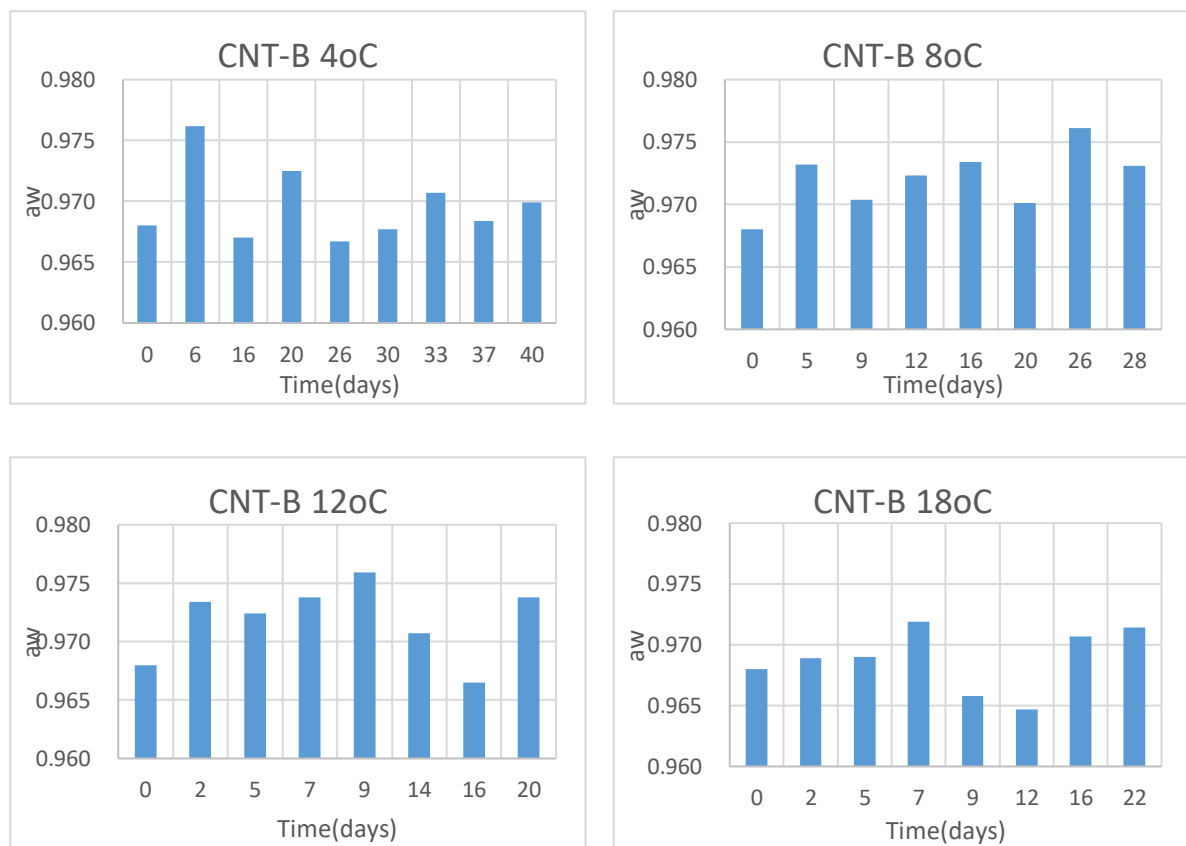 CNT-B 4oC
0.980
0.975
0.970
0.965
0.960
aw
0 6 16 20 26 30 33 37 40
Time(days)
CNT-B 8oC
0.980
0.975
0.970
0.965
0.960
aw
0 5 9 12 16 20 26 28
Time(days)
CNT-B 12oC
0.980
0.975
0.970
0.965
0.960
aw
0 2 5 7 9 14 16 20
Time(days)
CNT-B 18oC
0.980
0.975
0.970
0.965
0.960
aw
0 2 5 7 9 12 16 22
Time(days)